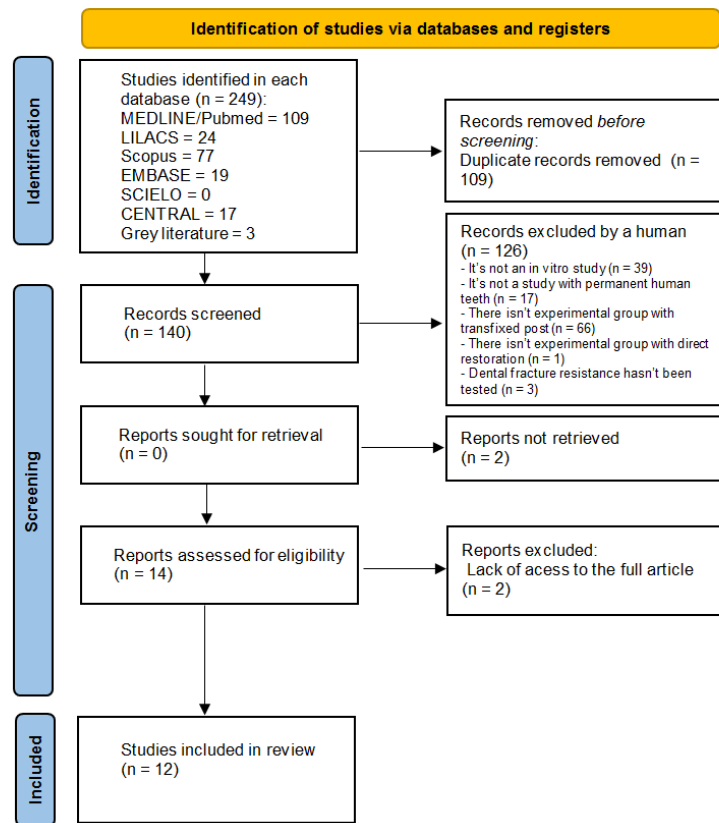 Identification of studies via databases and registers
Identification
Studies identified in each
database (n = 249):
MEDLINE/Pubmed = 109
LILACS = 24
Scopus = 77
EMBASE = 19
SCIELO = 0
CENTRAL = 17
Grey literature = 3
Records removed before
screening:
Duplicate records removed (n =
109)
Screening
Records screened
(n = 140)
Records excluded by a human
(n = 126)
- It's not an in vitro study (n = 39)
- It's not a study with permanent human
teeth (n = 17)
- There isn't experimental group with
transfixed post (n = 66)
- There isn't experimental group with direct
restoration (n = 1)
- Dental fracture resistance hasn't been
tested (n = 3)
Reports sought for retrieval
(n = 0)
Reports not retrieved
(n = 2)
Reports assessed for eligibility
(n = 14)
Reports excluded:
Lack of acess to the full article
(n = 2)
Included
Studies included in review
(n = 12)